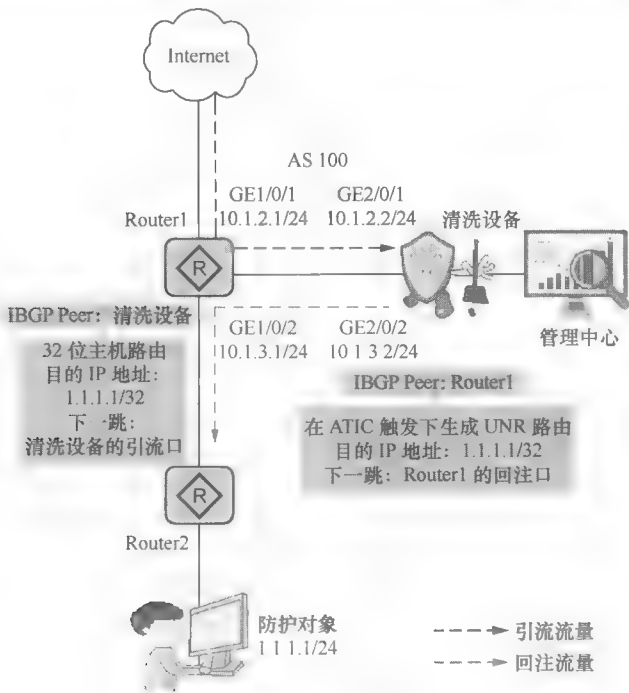 Internet
AS 100
GE1/0/1
GE2/0/1
10.1.2.1/24
10.1.2.2/24
Router1
清洗设备
R
管理中心
GE1/0/2
GE2/0/2
10.1.3.1/24
10 1 3 2/24
IBGP Peer：清洗设备
32 位主机路由
目的 IP 地址：
1.1.1.1/32
下一跳：
清洗设备的引流口
IBGP Peer: Router1
在 ATIC 触发下生成 UNR 路由
目的 IP 地址：1.1.1.1/32
下一跳：Router1 的回注口
R
Router2
防护对象
1 1 1.1/24
引流流量
回注流量